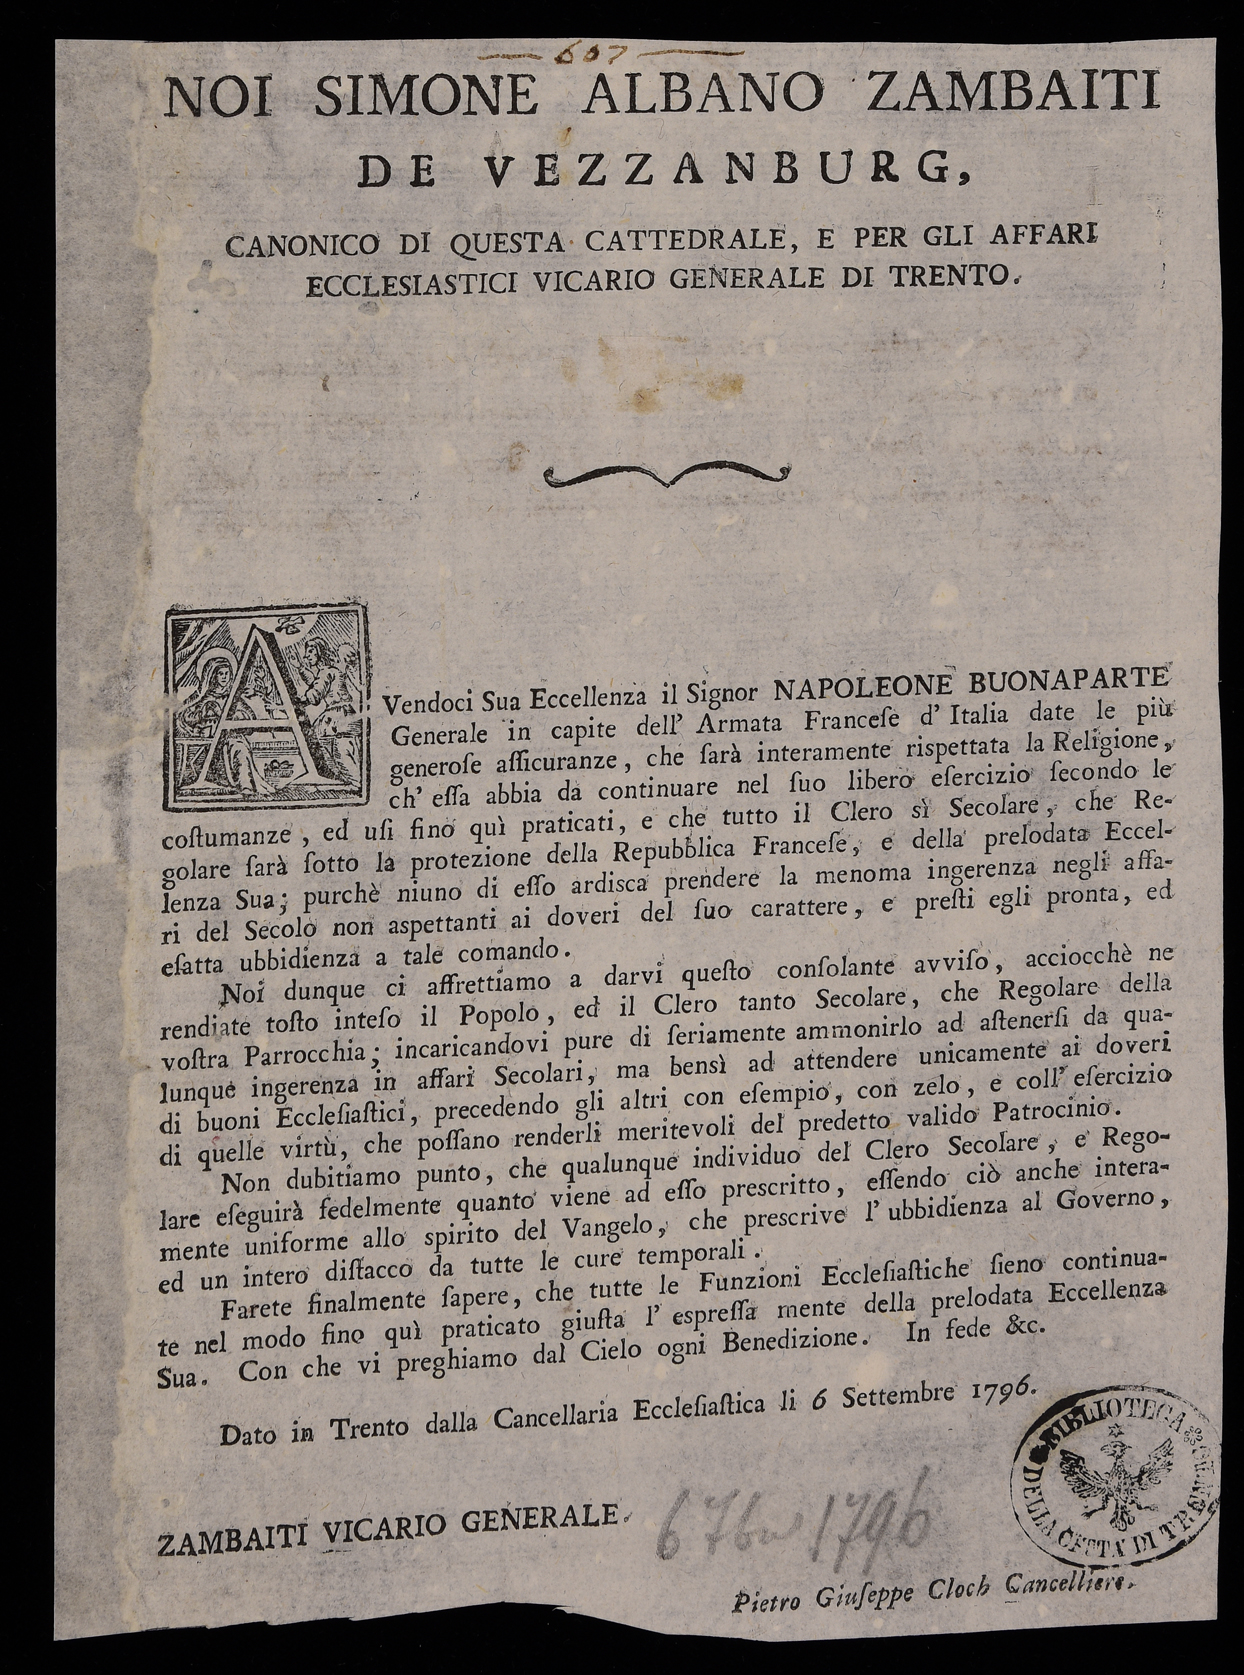 607
NOI SIMONE ALBANO ZAMBAITI
DE VEZZANBURG,
CANONICO DI QUESTA CATTEDRALE, E PER GLI AFFARI
ECCLESIASTICI VICARIO GENERALE DI TRENTO.
AVendoci Sua Eccellenza il Signor NAPOLEONE BUONAPARTE
Generale in capite dell' Armata Franceſe d' Italia date le più
generoſe aſſicuranze, che ſarà interamente rispettata la Religione,
ch' eſſa abbia da continuare nel ſuo libero eſercizio ſecondo le
coſtumanze, ed uſi fino quì praticati, e che tutto il Clero sì Secolare, che Re-
golare ſarà ſotto la protezione della Repubblica Franceſe, e della prelodata Eccel-
lenza Sua; purchè niuno di eſſo ardisca prendere la menoma ingerenza negli affa-
ri del Secolo non aspettanti ai doveri del ſuo carattere, e preſti egli pronta, ed
eſatta ubbidienza a tale comando.
Noi dunque ci affrettiamo a darvi queſto conſolante avviſo, acciocchè ne
rendiate toſto inteſo il Popolo, ed il Clero tanto Secolare, che Regolare della
voſtra Parrocchia; incaricandovi pure di ſeriamente ammonirlo ad aſtenerſi da qua-
lunque ingerenza in affari Secolari, ma bensì ad attendere unicamente ai doveri
di buoni Eccleſiaſtici, precedendo gli altri con eſempio, con zelo, e coll' eſercizio
di quelle virtù, che poſſano renderli meritevoli del predetto valido Patrocinio.
Non dubitiamo punto, che qualunque individuo del Clero Secolare, e Rego-
lare eſeguirà fedelmente quanto viene ad eſſo prescritto, eſſendo ciò anche intera-
mente uniforme allo spirito del Vangelo, che prescrive l' ubbidienza al Governo,
ed un intero diſtacco da tutte le cure temporali.
Farete finalmente ſapere, che tutte le Funzioni Eccleſiaſtiche ſieno continua-
te nel modo fino quì praticato giuſta l' espreſſa mente della prelodata Eccellenza
Sua. Con che vi preghiamo dal Cielo ogni Benedizione. In fede &c.
Dato in Trento dalla Cancellaria Eccleſiaſtica li 6 Settembre 1796.
BIBLIOTECA DELLA CITTÀ DI TRENTO
ZAMBAITI VICARIO GENERALE.
1796
Pietro Giuſeppe Cloch Cancelliere.